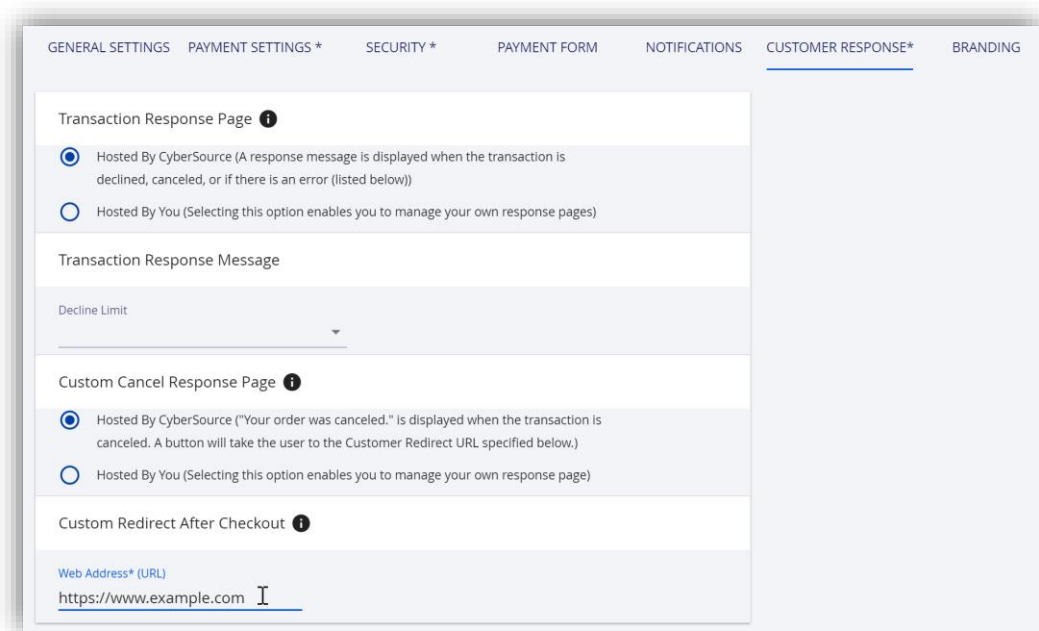 GENERAL SETTINGS PAYMENT SETTINGS * SECURITY * PAYMENT FORM NOTIFICATIONS CUSTOMER RESPONSE* BRANDING
Transaction Response Page
Hosted By CyberSource (A response message is displayed when the transaction is
declined, canceled, or if there is an error (listed below))
Hosted By You (Selecting this option enables you to manage your own response pages)
Transaction Response Message
Decline Limit
Custom Cancel Response Page
Hosted By CyberSource ("Your order was canceled." is displayed when the transaction is
canceled. A button will take the user to the Customer Redirect URL specified below.)
Hosted By You (Selecting this option enables you to manage your own response page)
Custom Redirect After Checkout
Web Address* (URL)
https://www.example.com